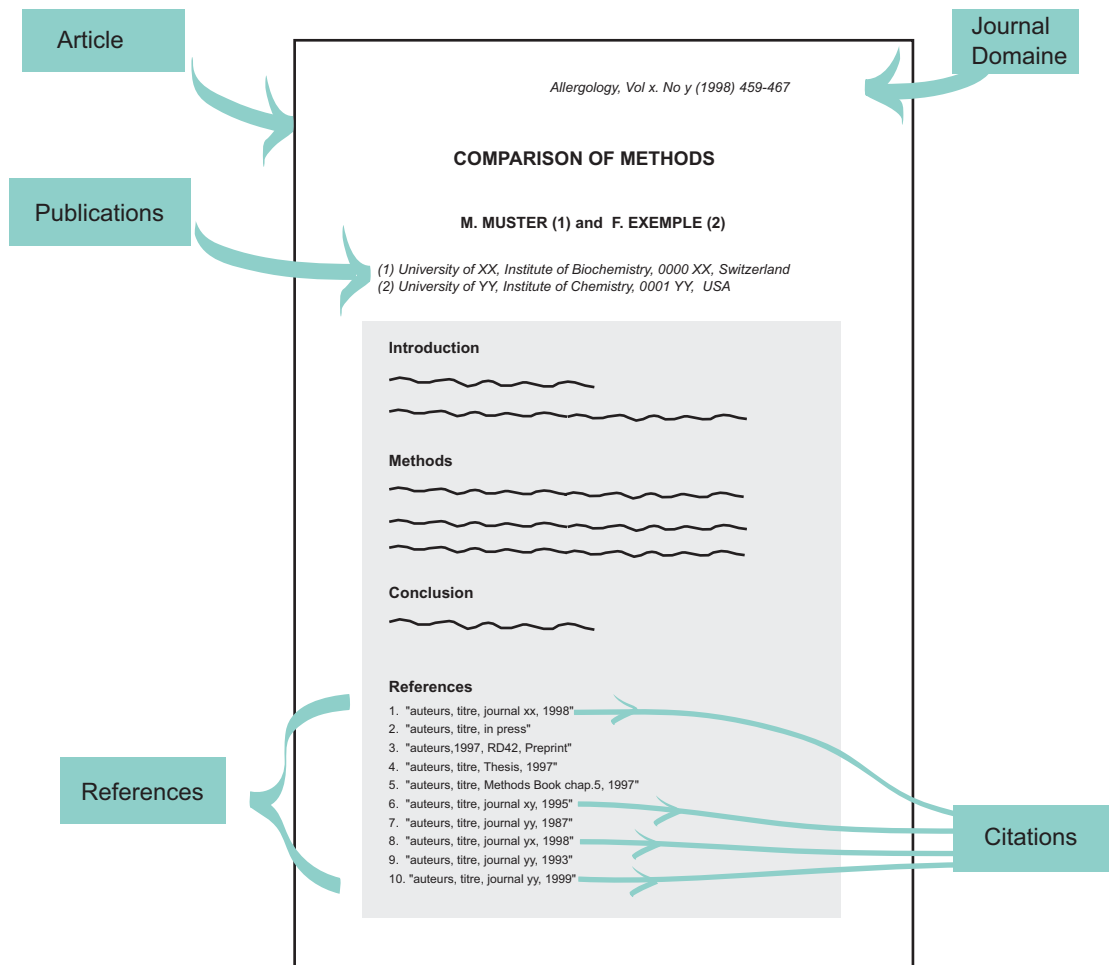 Article
Journal
Domaine
Allergology, Vol x. No y (1998) 459-467
COMPARISON OF METHODS
Publications
M. MUSTER (1) and F. EXEMPLE (2)
(1) University of XX, Institute of Biochemistry, 0000 XX, Switzerland
(2) University of YY, Institute of Chemistry, 0001 YY, USA
Introduction
Methods
Conclusion
References
1. "auteurs, titre, journal xx, 1998"
2. "auteurs, titre, in press"
3. "auteurs,1997, RD42, Preprint"
4. "auteurs, titre, Thesis, 1997"
5. "auteurs, titre, Methods Book chap.5, 1997"
6. "auteurs, titre, journal xy, 1995"
7. "auteurs, titre, journal yy, 1987"
8. "auteurs, titre, journal yx, 1998"
9. "auteurs, titre, journal yy, 1993"
10. "auteurs, titre, journal yy, 1999"
References
Citations